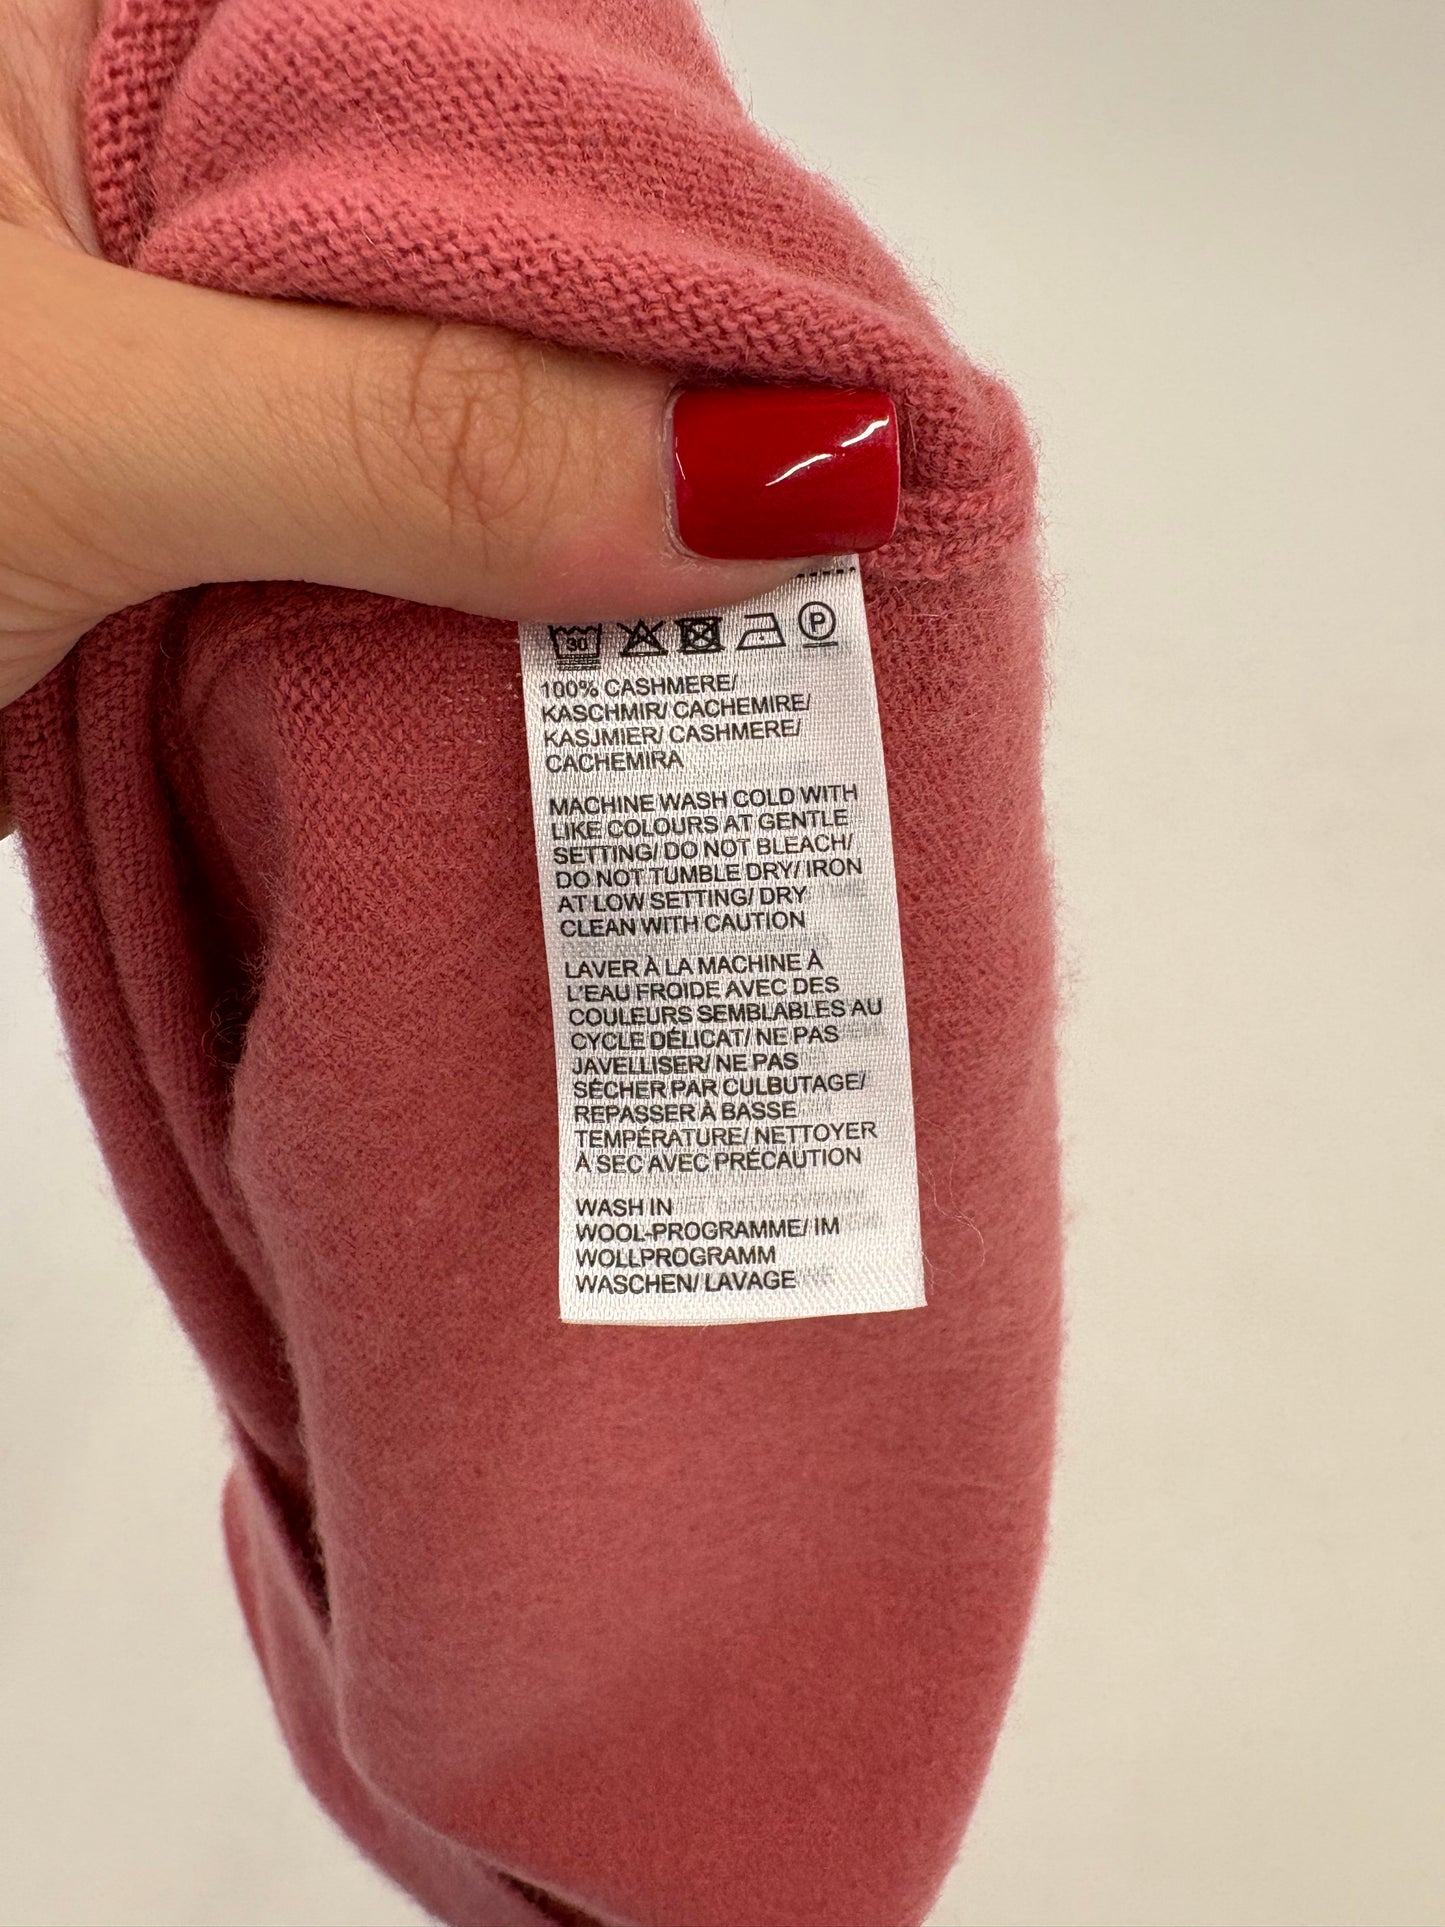 30 P
100% CASHMERE/
KASCHMIR/ CACHEMIRE/
KASJMIER/ CASHMERE/
CACHEMIRA
MACHINE WASH COLD WITH
LIKE COLOURS AT GENTLE
SETTING/ DO NOT BLEACH/
DO NOT TUMBLE DRY/ IRON
AT LOW SETTING/ DRY
CLEAN WITH CAUTION
LAVER À LA MACHINE À
L'EAU FROIDE AVEC DES
COULEURS SEMBLABLES AU
CYCLE DÉLICAT/ NE PAS
JAVELLISER/ NE PAS
SÉCHER PAR CULBUTAGE/
REPASSER À BASSE
TEMPÉRATURE/ NETTOYER
À SEC AVEC PRÉCAUTION
WASH IN
WOOL-PROGRAMME/ IM
WOLLPROGRAMM
WASCHEN/ LAVAGE